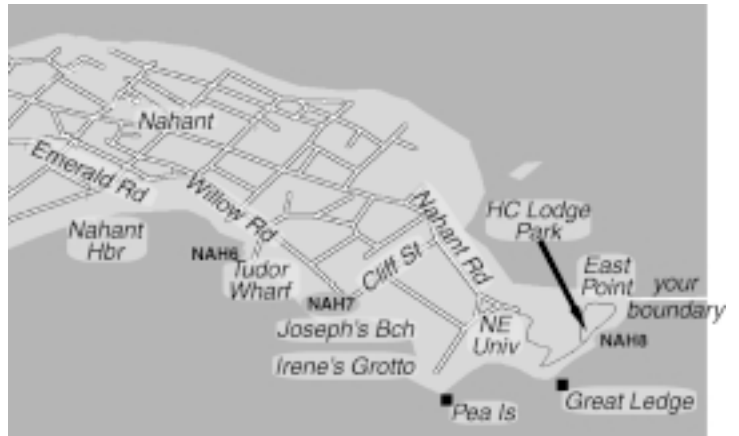 Nahant
Emerald Rd
Willow Rd
Nahant Rd
HC Lodge
Park
Nahant
Hbr
NAH6
Tudor
Wharf
Cliff St
East
Point
your
boundary
NAH7
Joseph's Bch
NE
Univ
NAH8
Irene's Grotto
Pea Is
Great Ledge